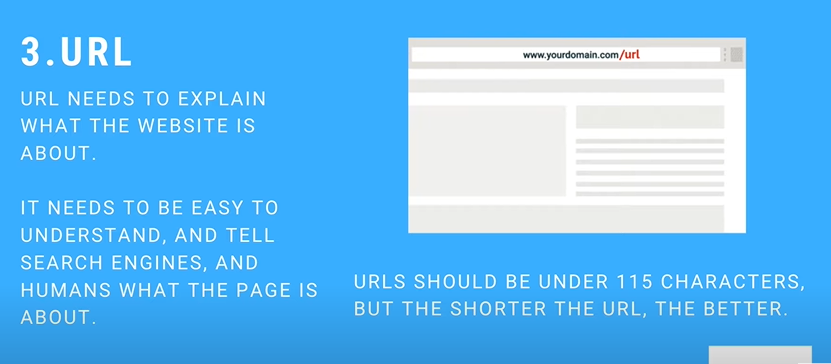 3.URL
URL NEEDS TO EXPLAIN
WHAT THE WEBSITE IS
ABOUT.
IT NEEDS TO BE EASY TO
UNDERSTAND, AND TELL
SEARCH ENGINES, AND
HUMANS WHAT THE PAGE IS
ABOUT.
www.yourdomain.com/url
URLS SHOULD BE UNDER 115 CHARACTERS,
BUT THE SHORTER THE URL, THE BETTER.